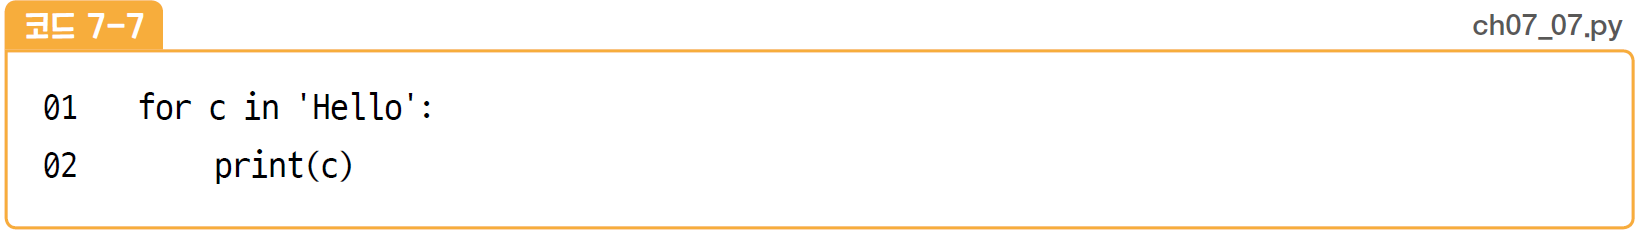 코드 7-7
ch07_07.py
01 for c in 'Hello':
02 print(c)